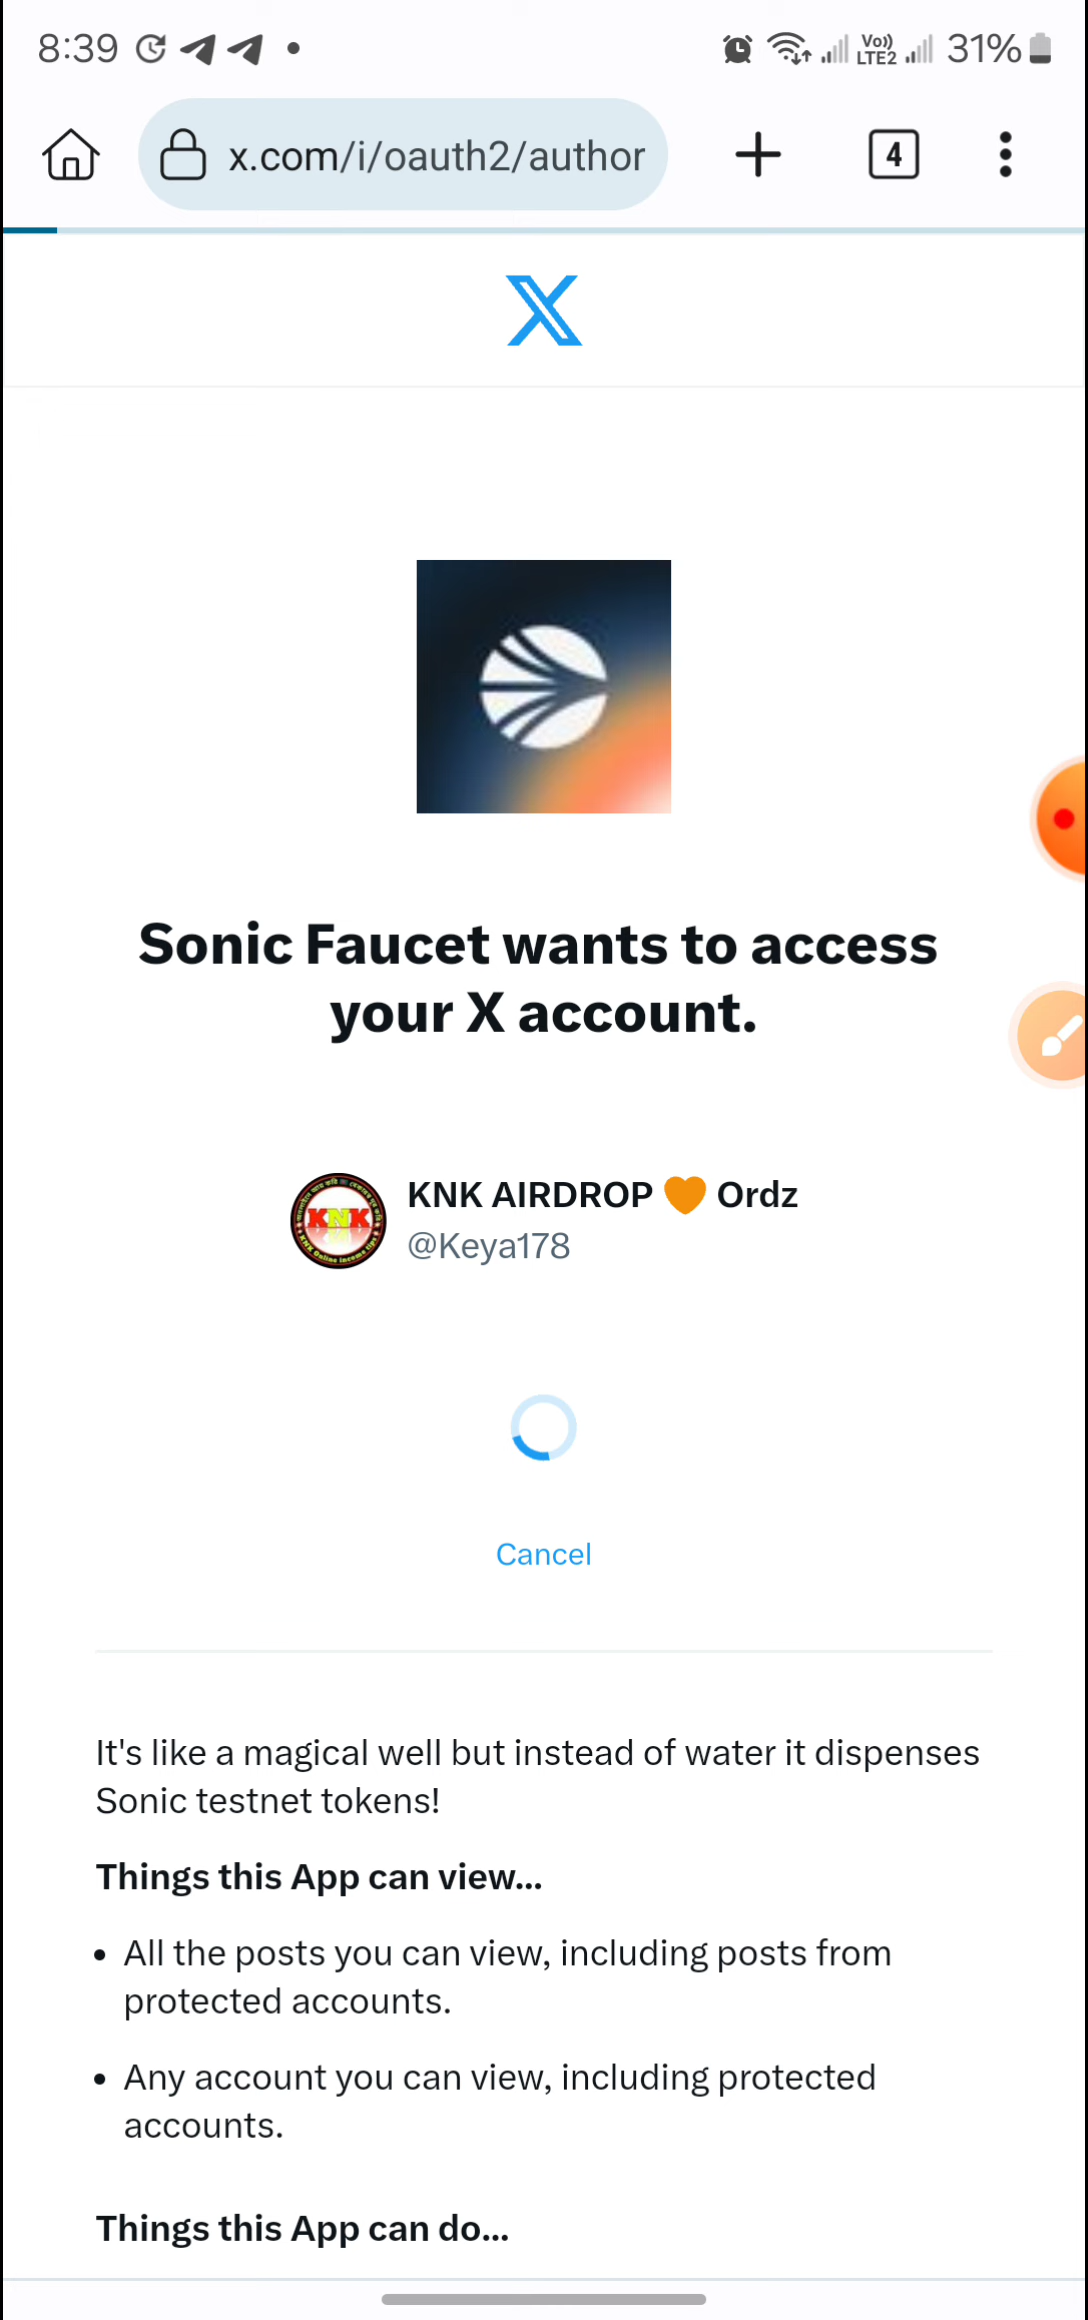 8:39 Vo)) LTE2 31%
x.com/i/oauth2/author 4
Sonic Faucet wants to access
your X account.
KNK AIRDROP 🧡 Ordz
@Keya178
KNK
Cancel
It's like a magical well but instead of water it dispenses
Sonic testnet tokens!
Things this App can view...
• All the posts you can view, including posts from
protected accounts.
• Any account you can view, including protected
accounts.
Things this App can do...